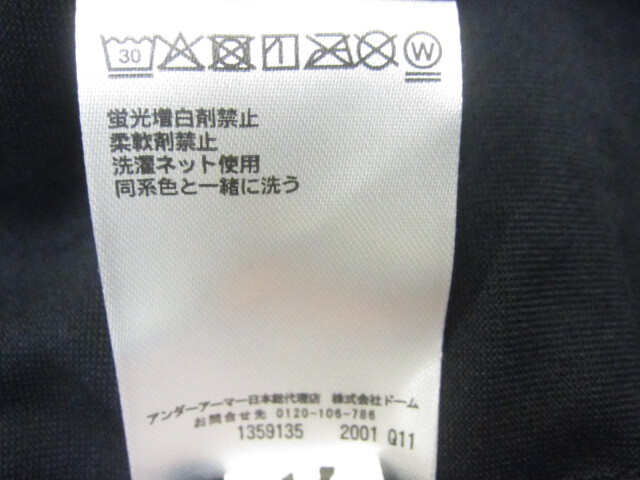 30 W
蛍光増白剤禁止
柔軟剤禁止
洗濯ネット使用
同系色と一緒に洗う
アンダーアーマー日本総代理店 株式会社ドーム
お問合せ先 0120-106-786
1359135 2001 Q11